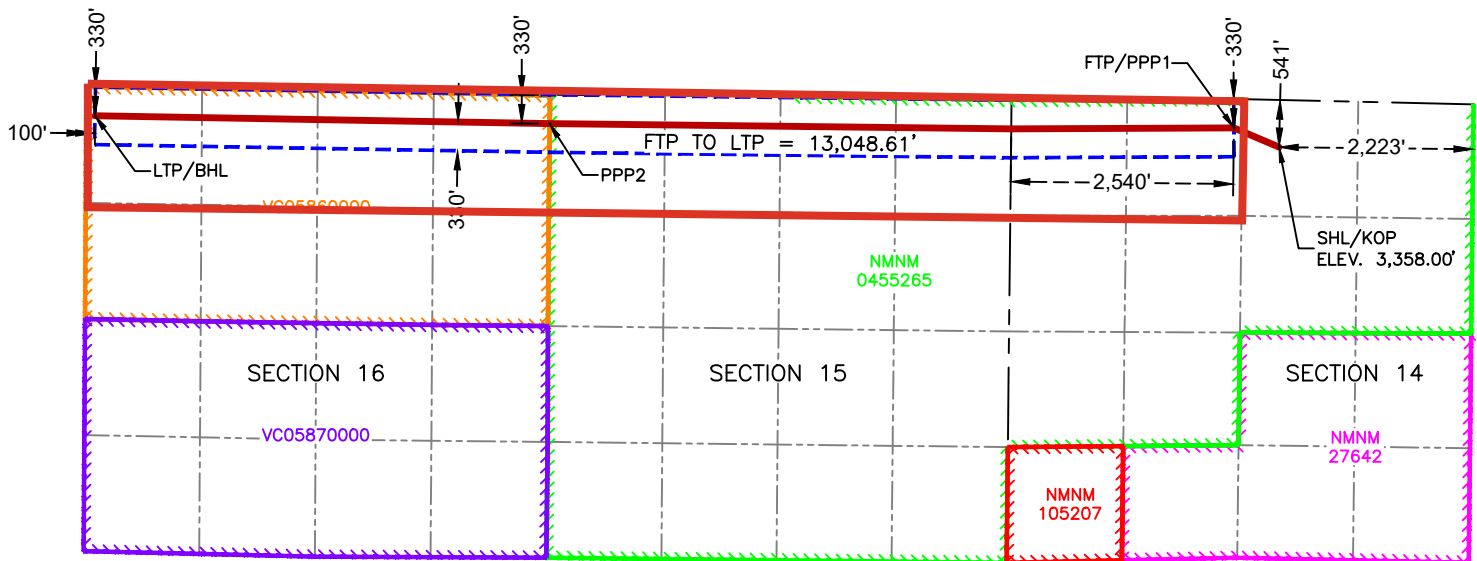 330'
330'
330'
541'
FTP/PPP1
100'
FTP TO LTP = 13,048.61'
2,223'
LTP/BHL
PPP2
2,540'
VC05860000
330'
SHL/KOP
ELEV. 3,358.00'
NMNM
0455265
SECTION 16
SECTION 15
SECTION 14
VC05870000
NMNM
27642
NMNM
105207